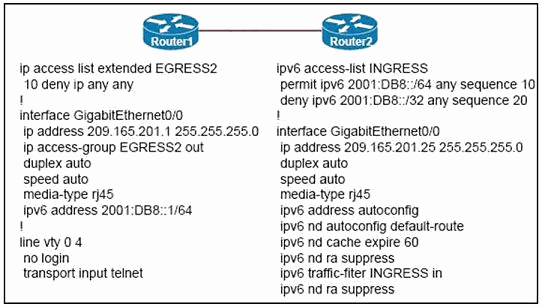 Router1
Router2
ip access list extended EGRESS2
10 deny ip any any
!
interface GigabitEthernet0/0
ip address 209.165.201.1 255.255.255.0
ip access-group EGRESS2 out
duplex auto
speed auto
media-type rj45
ipv6 address 2001:DB8::1/64
!
line vty 0 4
no login
transport input telnet
ipv6 access-list INGRESS
permit ipv6 2001:DB8::/64 any sequence 10
deny ipv6 2001:DB8::/32 any sequence 20
!
interface GigabitEthernet0/0
ip address 209.165.201.25 255.255.255.0
duplex auto
speed auto
media-type rj45
ipv6 address autoconfig
ipv6 nd autoconfig default-route
ipv6 nd cache expire 60
ipv6 nd ra suppress
ipv6 traffic-fiter INGRESS in
ipv6 nd ra suppress